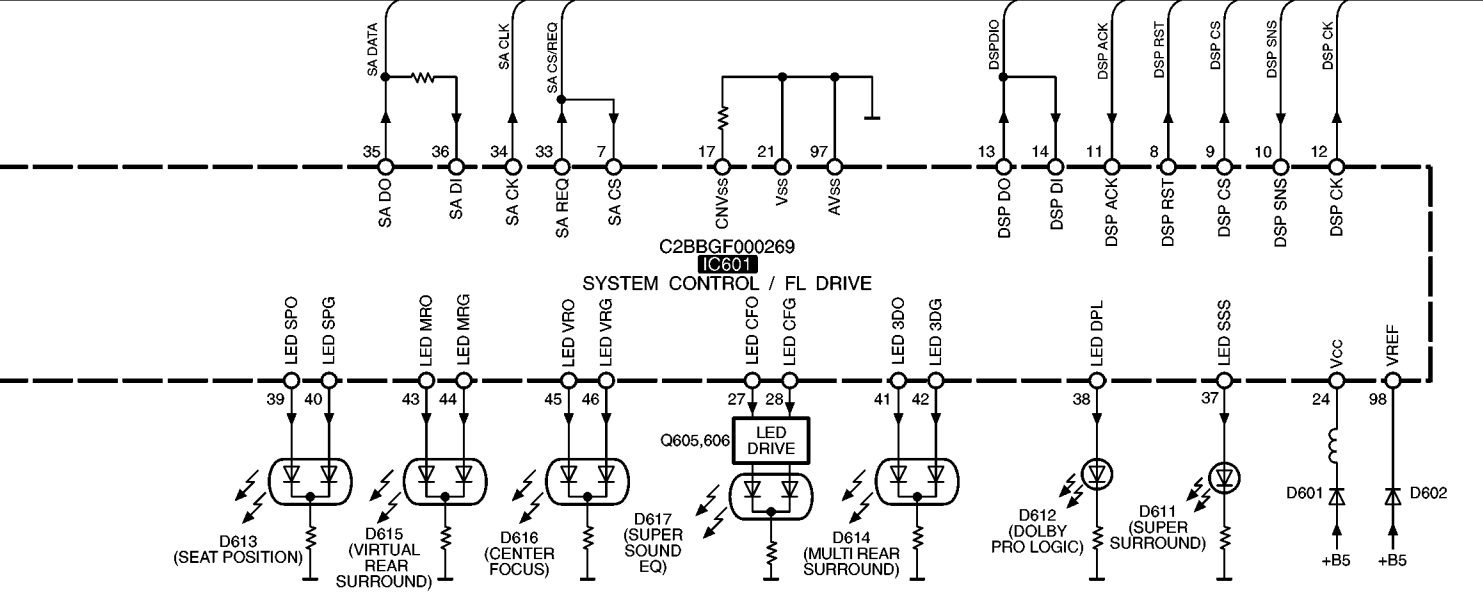 SA DATA
SA CLK
SA CS/REQ
DSPDIO
DSP ACK
DSP RST
DSP CS
DSP SNS
DSP CK
35
36
34
33
7
17
21
97
13
14
11
8
9
10
12
SA DO
SA DI
SA CK
SA REQ
SA CS
CNVss
Vss
AVss
DSP DO
DSP DI
DSP ACK
DSP RST
DSP CS
DSP SNS
DSP CK
C2BBGF000269
IC601
SYSTEM CONTROL / FL DRIVE
LED SPO
LED SPG
LED MRO
LED MRG
LED VRO
LED VRG
LED CFO
LED CFG
LED 3DO
LED 3DG
LED DPL
LED SSS
Vcc
VREF
39
40
43
44
45
46
27
28
41
42
38
37
24
98
Q605,606
LED
DRIVE
D613
(SEAT POSITION)
D615
(VIRTUAL
REAR
SURROUND)
D616
(CENTER
FOCUS)
D617
(SUPER
SOUND
EQ)
D614
(MULTI REAR
SURROUND)
D612
(DOLBY
PRO LOGIC)
D611
(SUPER
SURROUND)
D601
D602
+B5
+B5